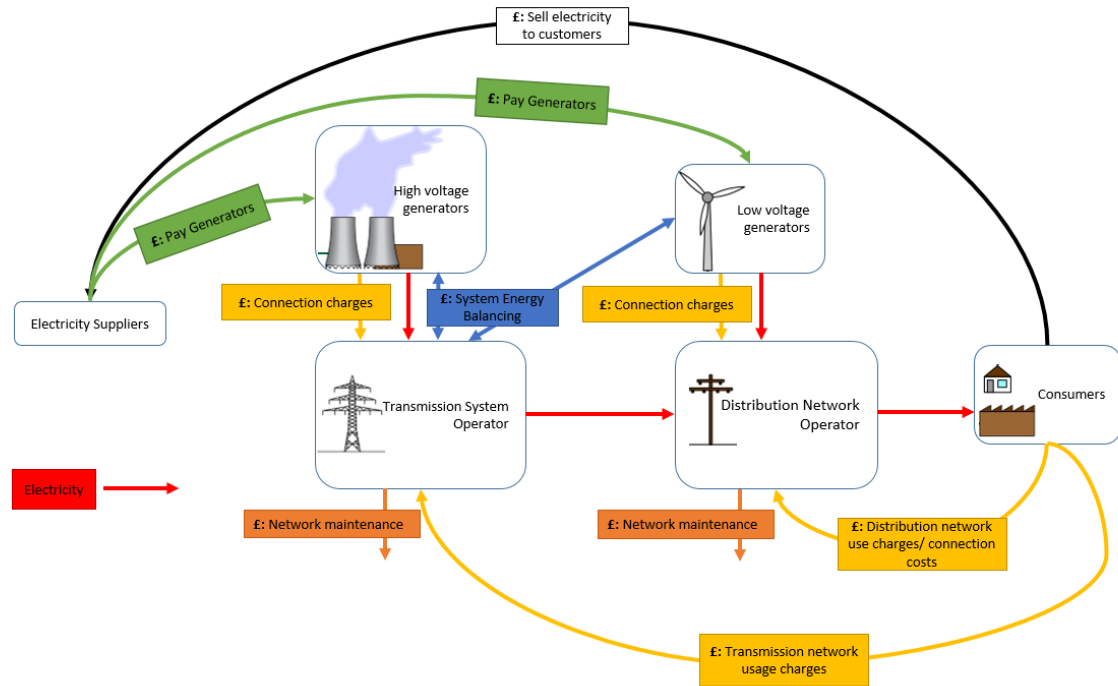 £: Sell electricity
to customers
£: Pay Generators
High voltage
generators
Low voltage
generators
£: Pay Generators
£: Connection charges
£: System Energy
Balancing
£: Connection charges
Electricity Suppliers
Transmission System
Operator
Distribution Network
Operator
Consumers
Electricity
£: Network maintenance
£: Network maintenance
£: Distribution network
use charges/ connection
costs
£: Transmission network
usage charges